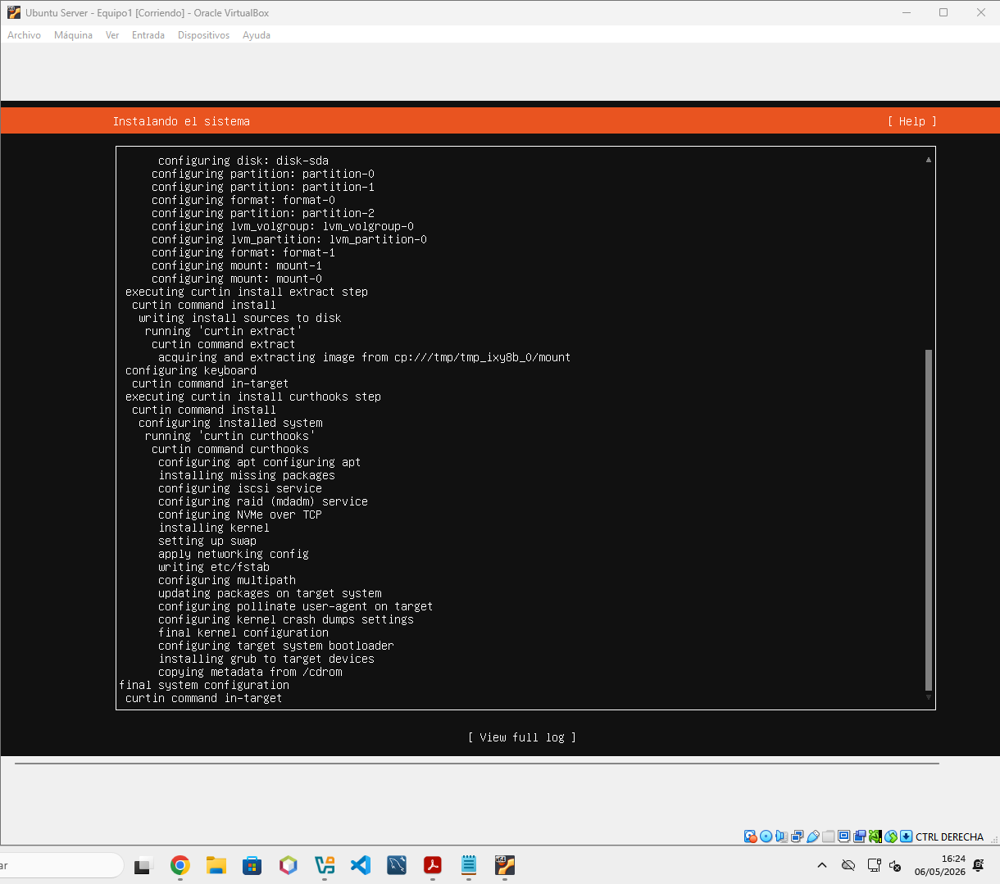 Ubuntu Server - Equipo1 [Corriendo] - Oracle VirtualBox
Archivo Máquina Ver Entrada Dispositivos Ayuda
Instalando el sistema [ Help ]
configuring disk: disk-sda
configuring partition: partition-0
configuring partition: partition-1
configuring format: format-0
configuring partition: partition-2
configuring lvm_volgroup: lvm_volgroup-0
configuring lvm_partition: lvm_partition-0
configuring format: format-1
configuring mount: mount-1
configuring mount: mount-0
executing curtin install extract step
curtin command install
writing install sources to disk
running 'curtin extract'
curtin command extract
acquiring and extracting image from cp:///tmp/tmp_ixy8b_0/mount
configuring keyboard
curtin command in-target
executing curtin install curthooks step
curtin command install
configuring installed system
running 'curtin curthooks'
curtin command curthooks
configuring apt configuring apt
installing missing packages
configuring iscsi service
configuring raid (mdadm) service
configuring NVMe over TCP
installing kernel
setting up swap
apply networking config
writing etc/fstab
configuring multipath
updating packages on target system
configuring pollinate user-agent on target
configuring kernel crash dumps settings
final kernel configuration
configuring target system bootloader
installing grub to target devices
copying metadata from /cdrom
final system configuration
curtin command in-target
[ View full log ]
CTRL DERECHA
ar
16:24
06/05/2026